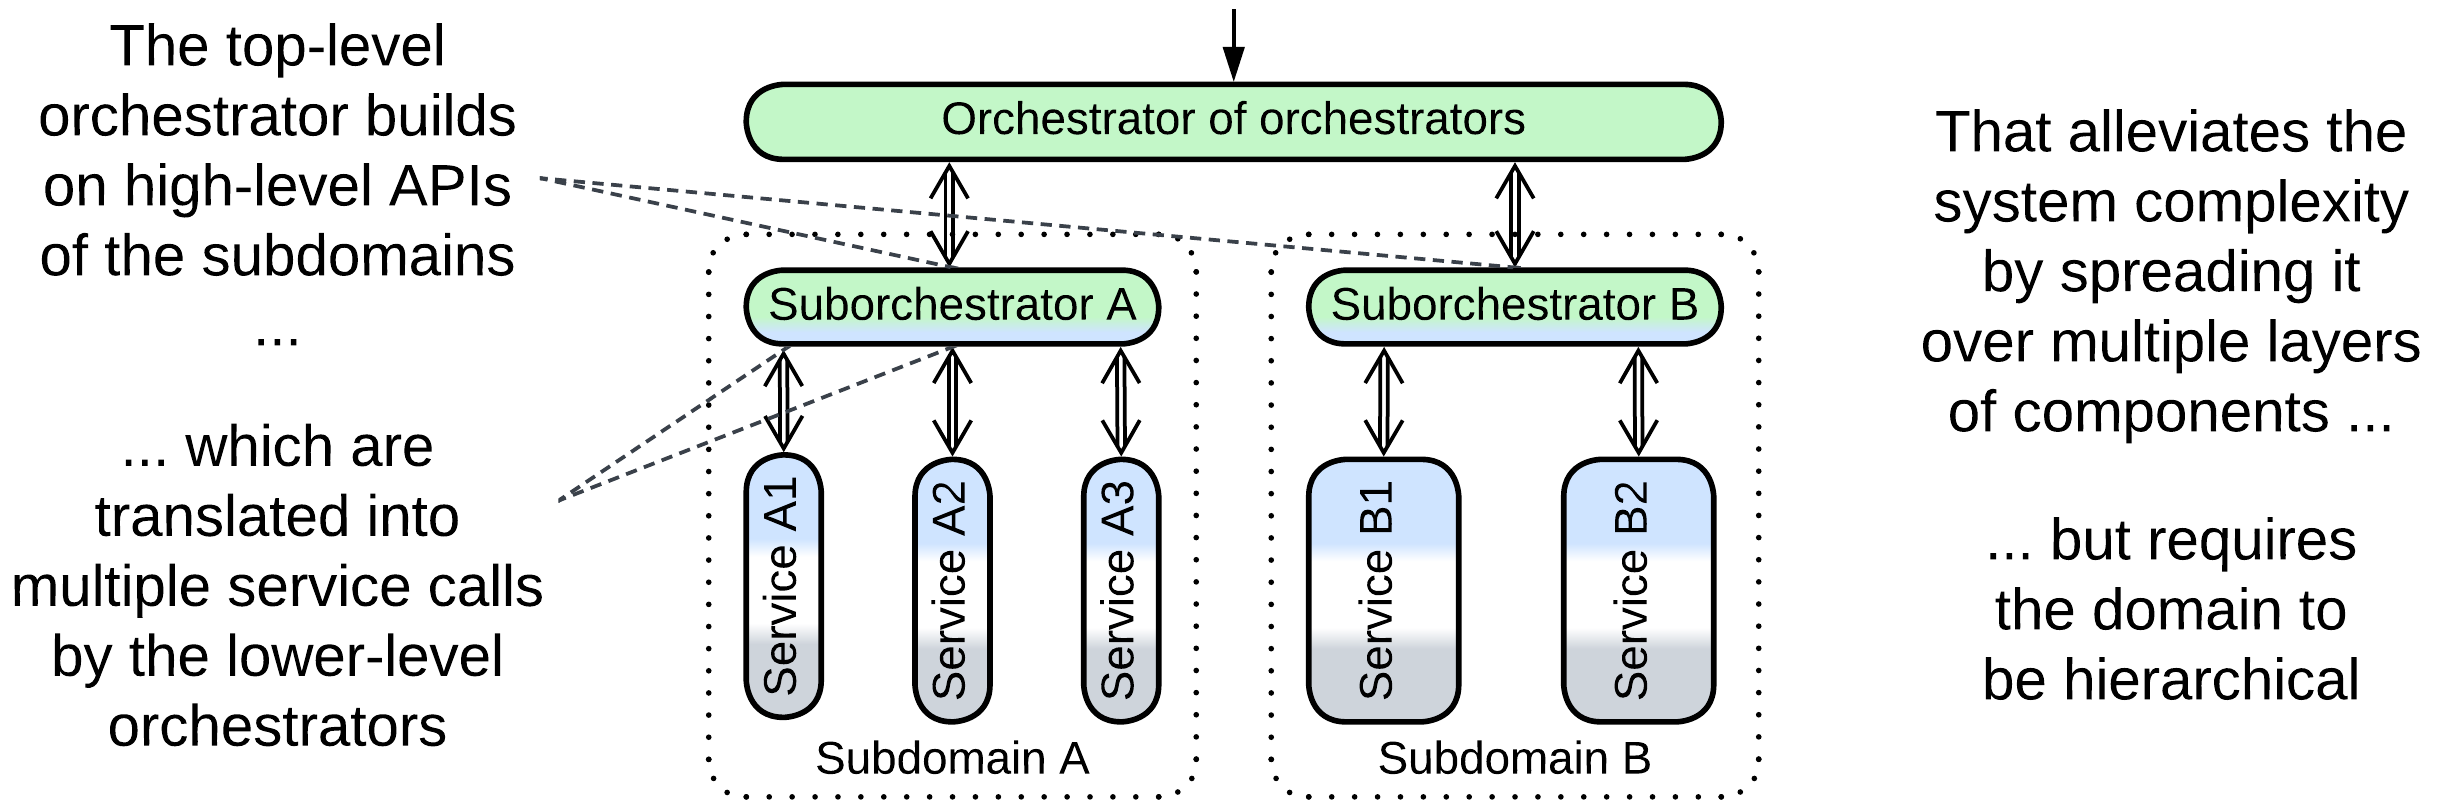 The top-level
orchestrator builds
on high-level APIs
of the subdomains
...
... which are
translated into
multiple service calls
by the lower-level
orchestrators
Orchestrator of orchestrators
Suborchestrator A
Suborchestrator B
Service A1
Service A2
Service A3
Service B1
Service B2
Subdomain A
Subdomain B
That alleviates the
system complexity
by spreading it
over multiple layers
of components ...
... but requires
the domain to
be hierarchical